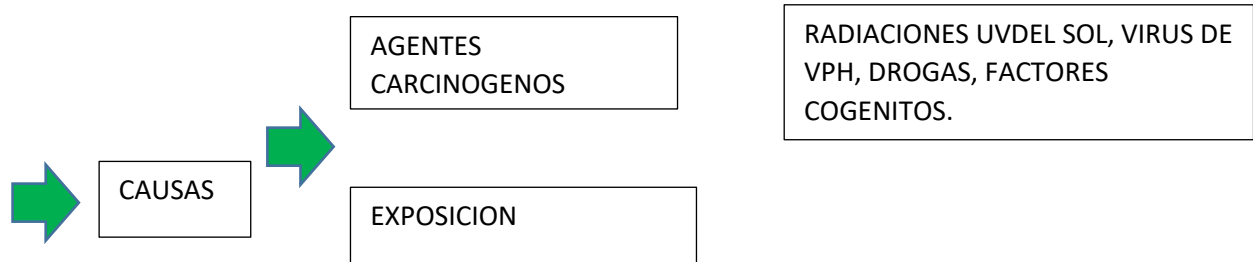 AGENTES
CARCINOGENOS
RADIACIONES UVDEL SOL, VIRUS DE
VPH, DROGAS, FACTORES
COGENITOS.
CAUSAS
EXPOSICION